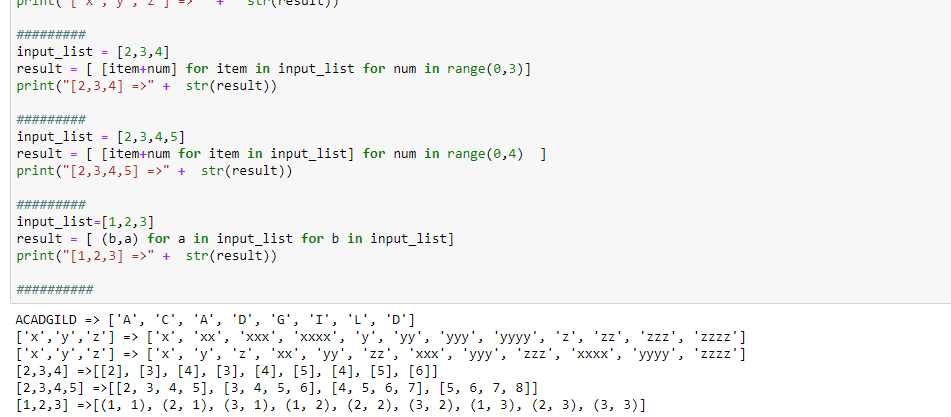 print("['x','y','z'] =>" + str(result))
#########
input_list = [2,3,4]
result = [ [item+num] for item in input_list for num in range(0,3)]
print("[2,3,4] =>" +  str(result))
#########
input_list = [2,3,4,5]
result = [ [item+num for item in input_list] for num in range(0,4)  ]
print("[2,3,4,5] =>" +  str(result))
#########
input_list=[1,2,3]
result = [ (b,a) for a in input_list for b in input_list]
print("[1,2,3] =>" +  str(result))
##########
ACADGILD => ['A', 'C', 'A', 'D', 'G', 'I', 'L', 'D']
['x','y','z'] => ['x', 'xx', 'xxx', 'xxxx', 'y', 'yy', 'yyy', 'yyyy', 'z', 'zz', 'zzz', 'zzzz']
['x','y','z'] => ['x', 'y', 'z', 'xx', 'yy', 'zz', 'xxx', 'yyy', 'zzz', 'xxxx', 'yyyy', 'zzzz']
[2,3,4] =>[[2], [3], [4], [3], [4], [5], [4], [5], [6]]
[2,3,4,5] =>[[2, 3, 4, 5], [3, 4, 5, 6], [4, 5, 6, 7], [5, 6, 7, 8]]
[1,2,3] =>[(1, 1), (2, 1), (3, 1), (1, 2), (2, 2), (3, 2), (1, 3), (2, 3), (3, 3)]